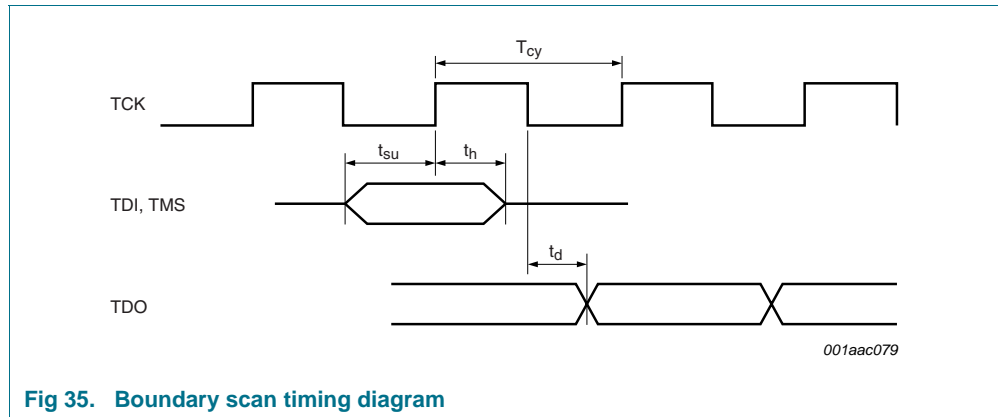 Tcy
TCK
tsu
th
TDI, TMS
td
TDO
001aac079
Fig 35. Boundary scan timing diagram